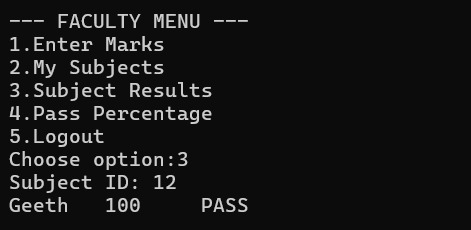 --- FACULTY MENU ---
1.Enter Marks
2.My Subjects
3.Subject Results
4.Pass Percentage
5.Logout
Choose option:3
Subject ID: 12
Geeth   100     PASS